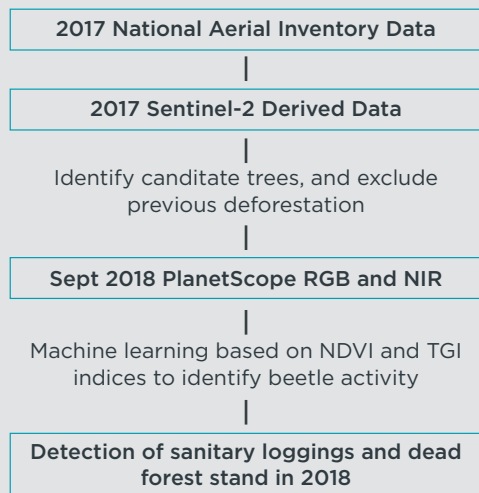 2017 National Aerial Inventory Data
2017 Sentinel-2 Derived Data
Identify canditate trees, and exclude
previous deforestation
Sept 2018 PlanetScope RGB and NIR
Machine learning based on NDVI and TGI
indices to identify beetle activity
Detection of sanitary loggings and dead
forest stand in 2018